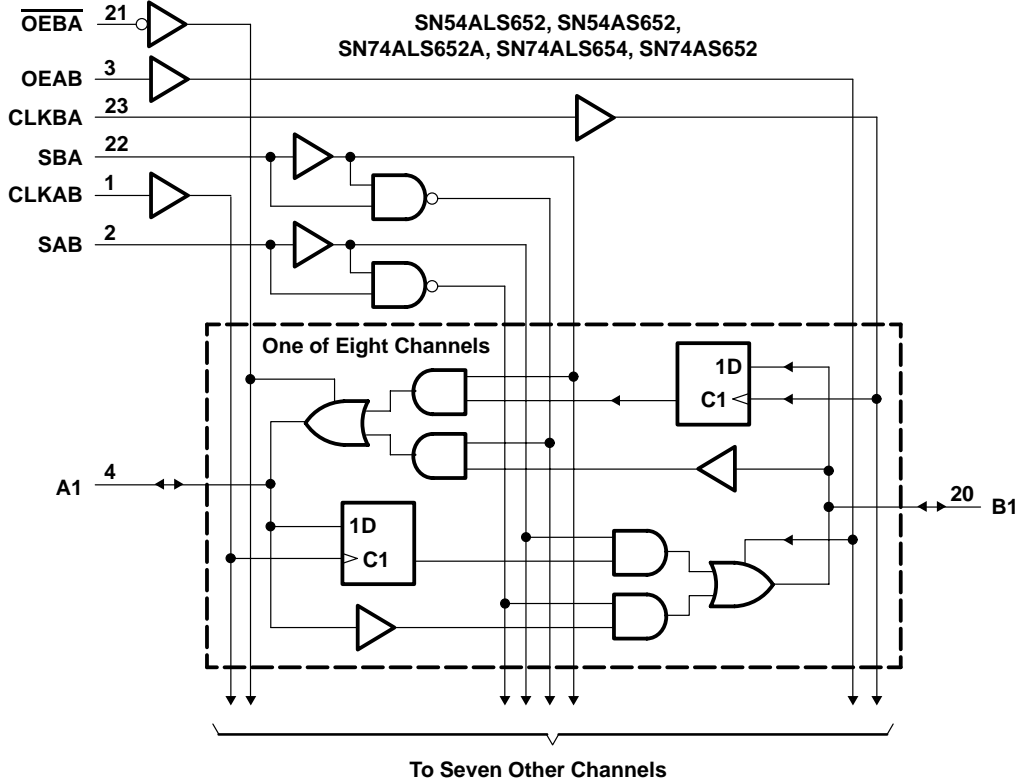 SN54ALS652, SN54AS652,
SN74ALS652A, SN74ALS654, SN74AS652
OEBA 21
OEAB 3
CLKBA 23
SBA 22
CLKAB 1
SAB 2
One of Eight Channels
1D
C1
A1 4
20 B1
1D
C1
To Seven Other Channels